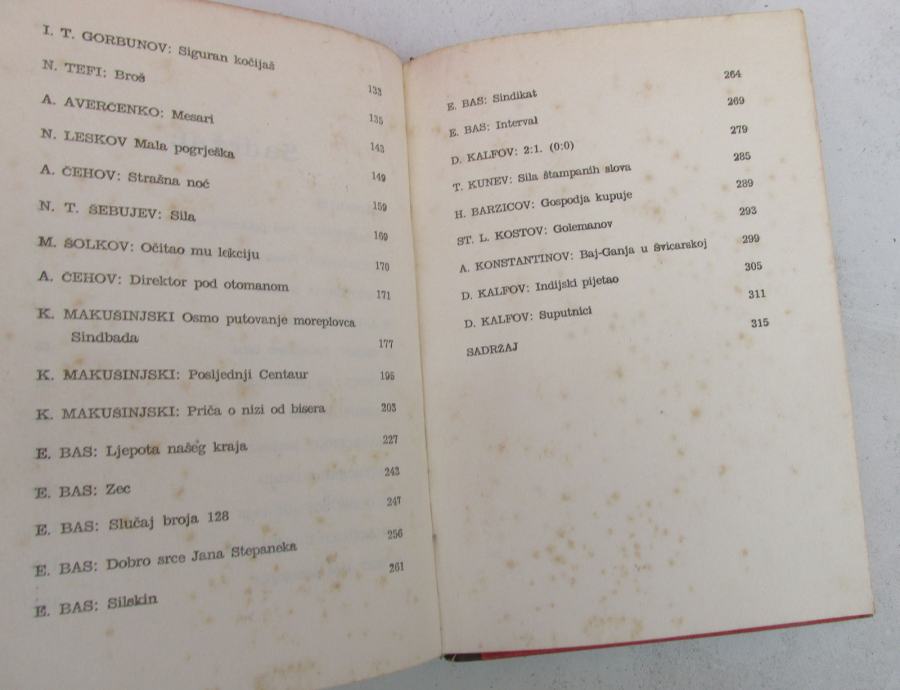 I. T. GORBUNOV: Siguran kočijaš 133
N. TEFI: Broš 135
A. AVERČENKO: Mesari 143
N. LESKOV Mala pogrješka 149
A. ČEHOV: Strašna noć 159
N. T. ŠEBUJEV: Sila 169
M. ŠOLKOV: Očitao mu lekciju 170
A. ČEHOV: Direktor pod otomanom 171
K. MAKUŠINJSKI Osmo putovanje moreplovca
Sindbada 177
K. MAKUŠINJSKI: Posljednji Centaur 195
K. MAKUŠINJSKI: Priča o nizi od bisera 203
E. BAS: Ljepota našeg kraja 227
E. BAS: Zec 243
E. BAS: Slučaj broja 128 247
E. BAS: Dobro srce Jana Stepaneka 256
E. BAS: Silskin 261
E. BAS: Sindikat 264
E. BAS: Interval 269
D. KALFOV: 2:1. (0:0) 279
T. KUNEV: Sila štampanih slova 285
H. BARZICOV: Gospodja kupuje 289
ST. L. KOSTOV: Golemanov 293
A. KONSTANTINOV: Baj-Ganja u švicarskoj 299
D. KALFOV: Indijski pijetao 305
D. KALFOV: Suputnici 311
SADRŽAJ 315